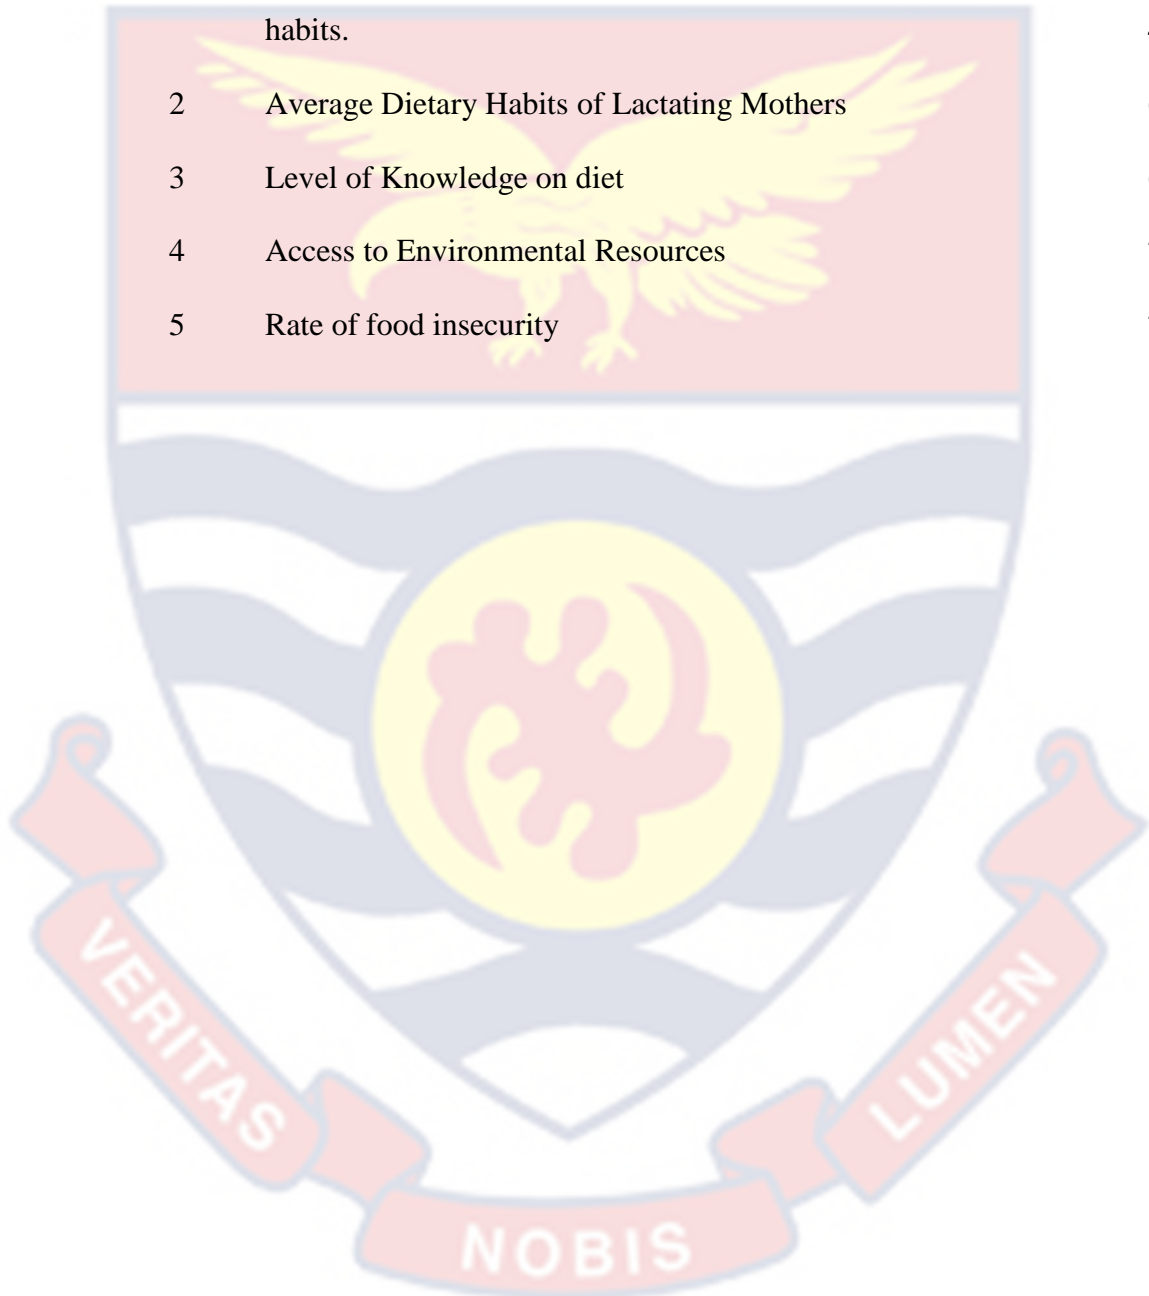 habits.
2 Average Dietary Habits of Lactating Mothers
3 Level of Knowledge on diet
4 Access to Environmental Resources
5 Rate of food insecurity
VERITAS
NOBIS
LUMEN